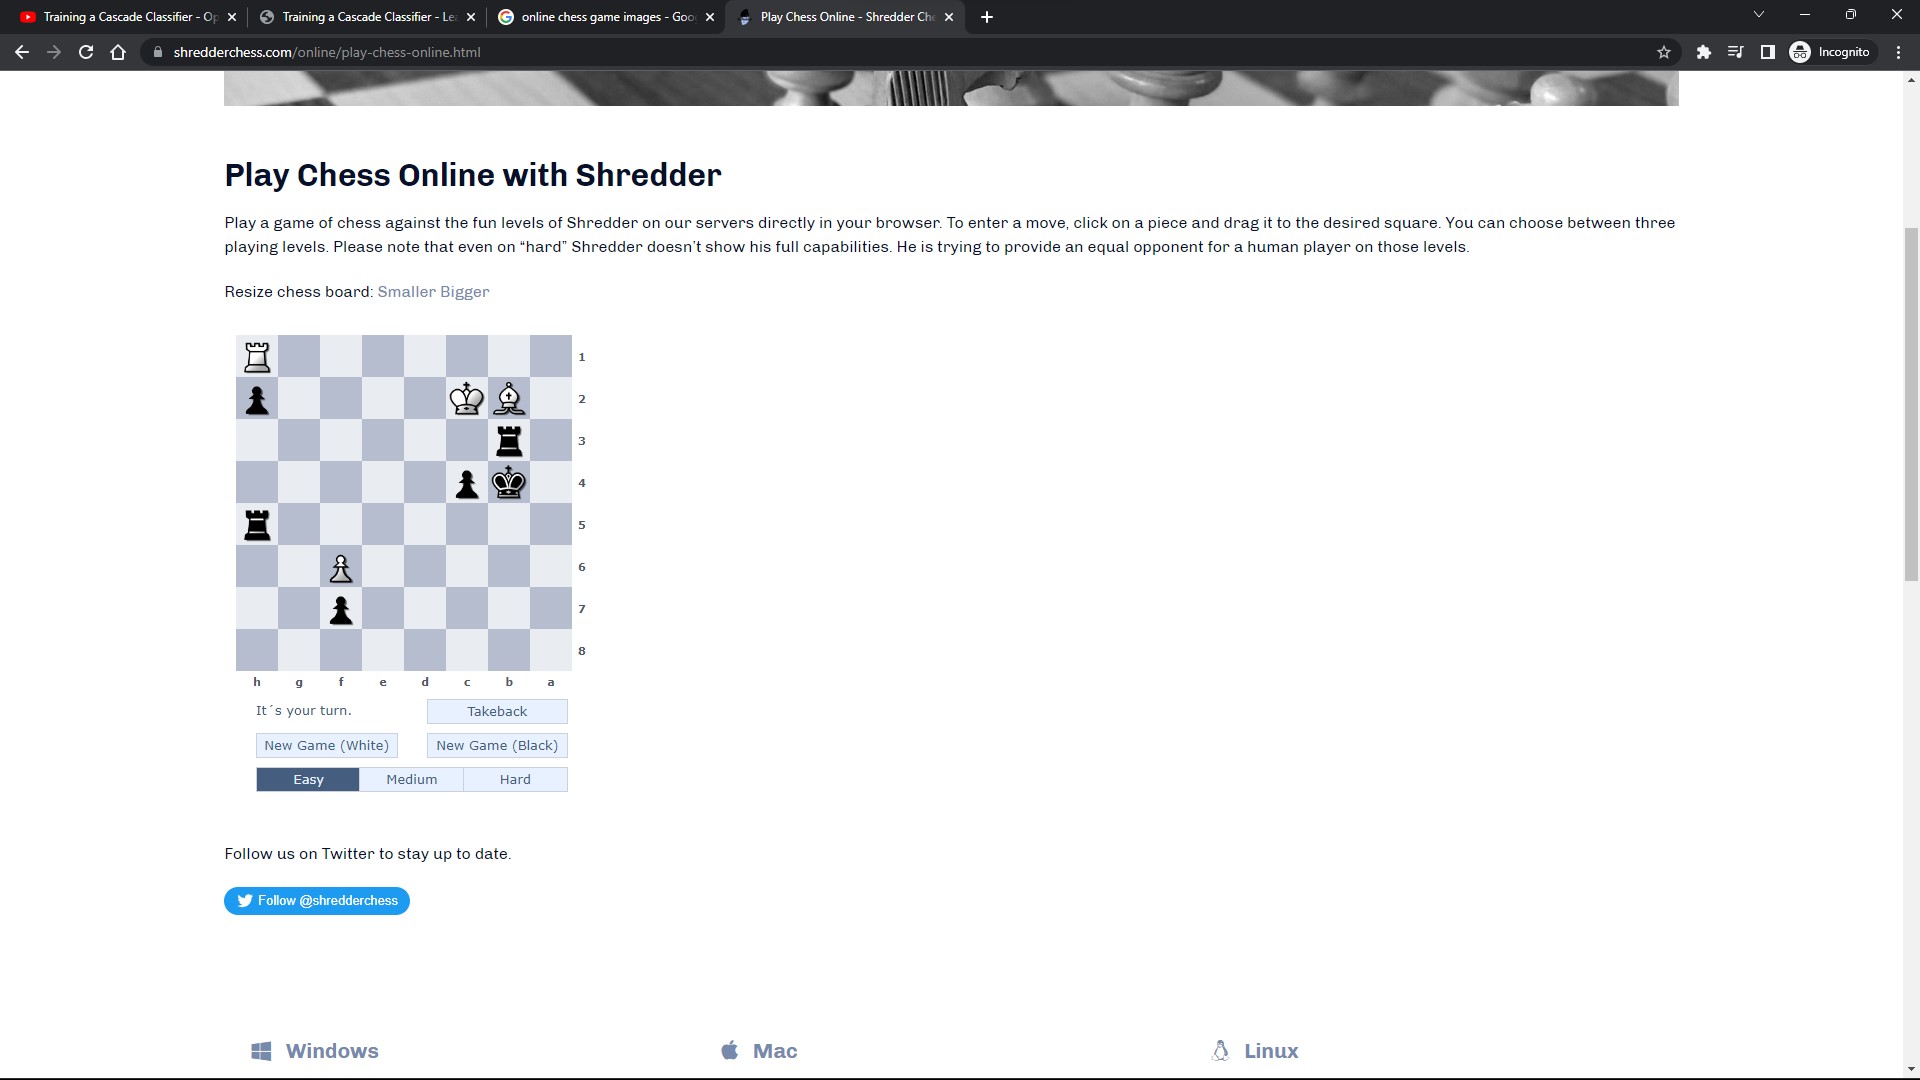 Training a Cascade Classifier - Op
Training a Cascade Classifier - Le
online chess game images - Goo
Play Chess Online - Shredder Che
shredderchess.com/online/play-chess-online.html
Incognito
Play Chess Online with Shredder
Play a game of chess against the fun levels of Shredder on our servers directly in your browser. To enter a move, click on a piece and drag it to the desired square. You can choose between three
playing levels. Please note that even on “hard” Shredder doesn’t show his full capabilities. He is trying to provide an equal opponent for a human player on those levels.
Resize chess board: Smaller Bigger
1
2
3
4
5
6
7
8
h g f e d c b a
It´s your turn.
Takeback
New Game (White)
New Game (Black)
Easy
Medium
Hard
Follow us on Twitter to stay up to date.
Follow @shredderchess
Windows
Mac
Linux